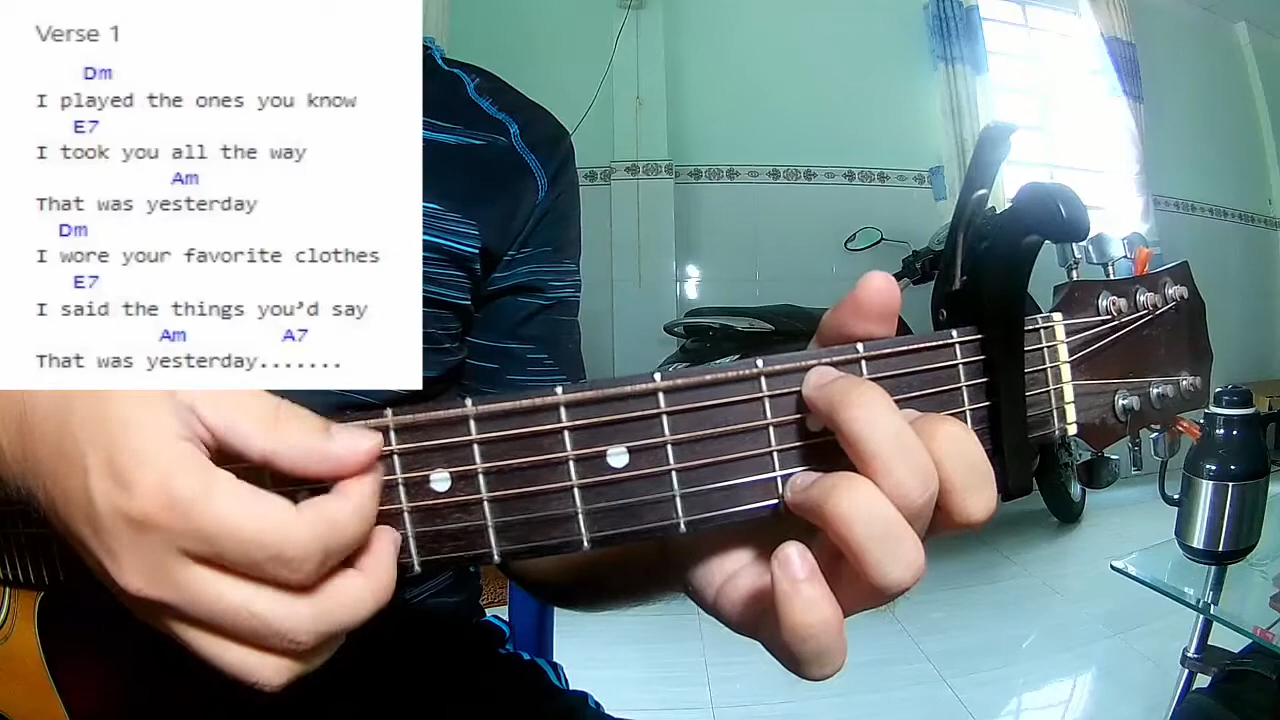 Verse 1
Dm
I played the ones you know
E7
I took you all the way
Am
That was yesterday
Dm
I wore your favorite clothes
E7
I said the things you’d say
Am A7
That was yesterday.......